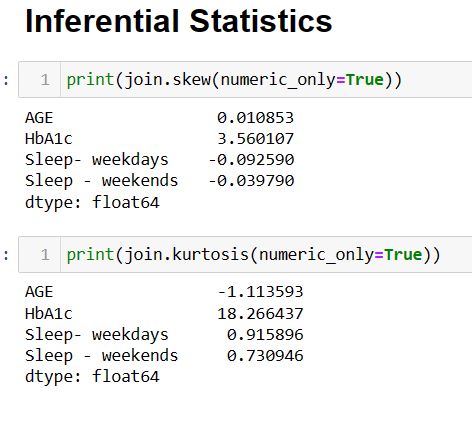 Inferential Statistics
: 1 print(join.skew(numeric_only=True))
AGE 0.010853
HbA1c 3.560107
Sleep- weekdays -0.092590
Sleep - weekends -0.039790
dtype: float64
: 1 print(join.kurtosis(numeric_only=True))
AGE -1.113593
HbA1c 18.266437
Sleep- weekdays 0.915896
Sleep - weekends 0.730946
dtype: float64